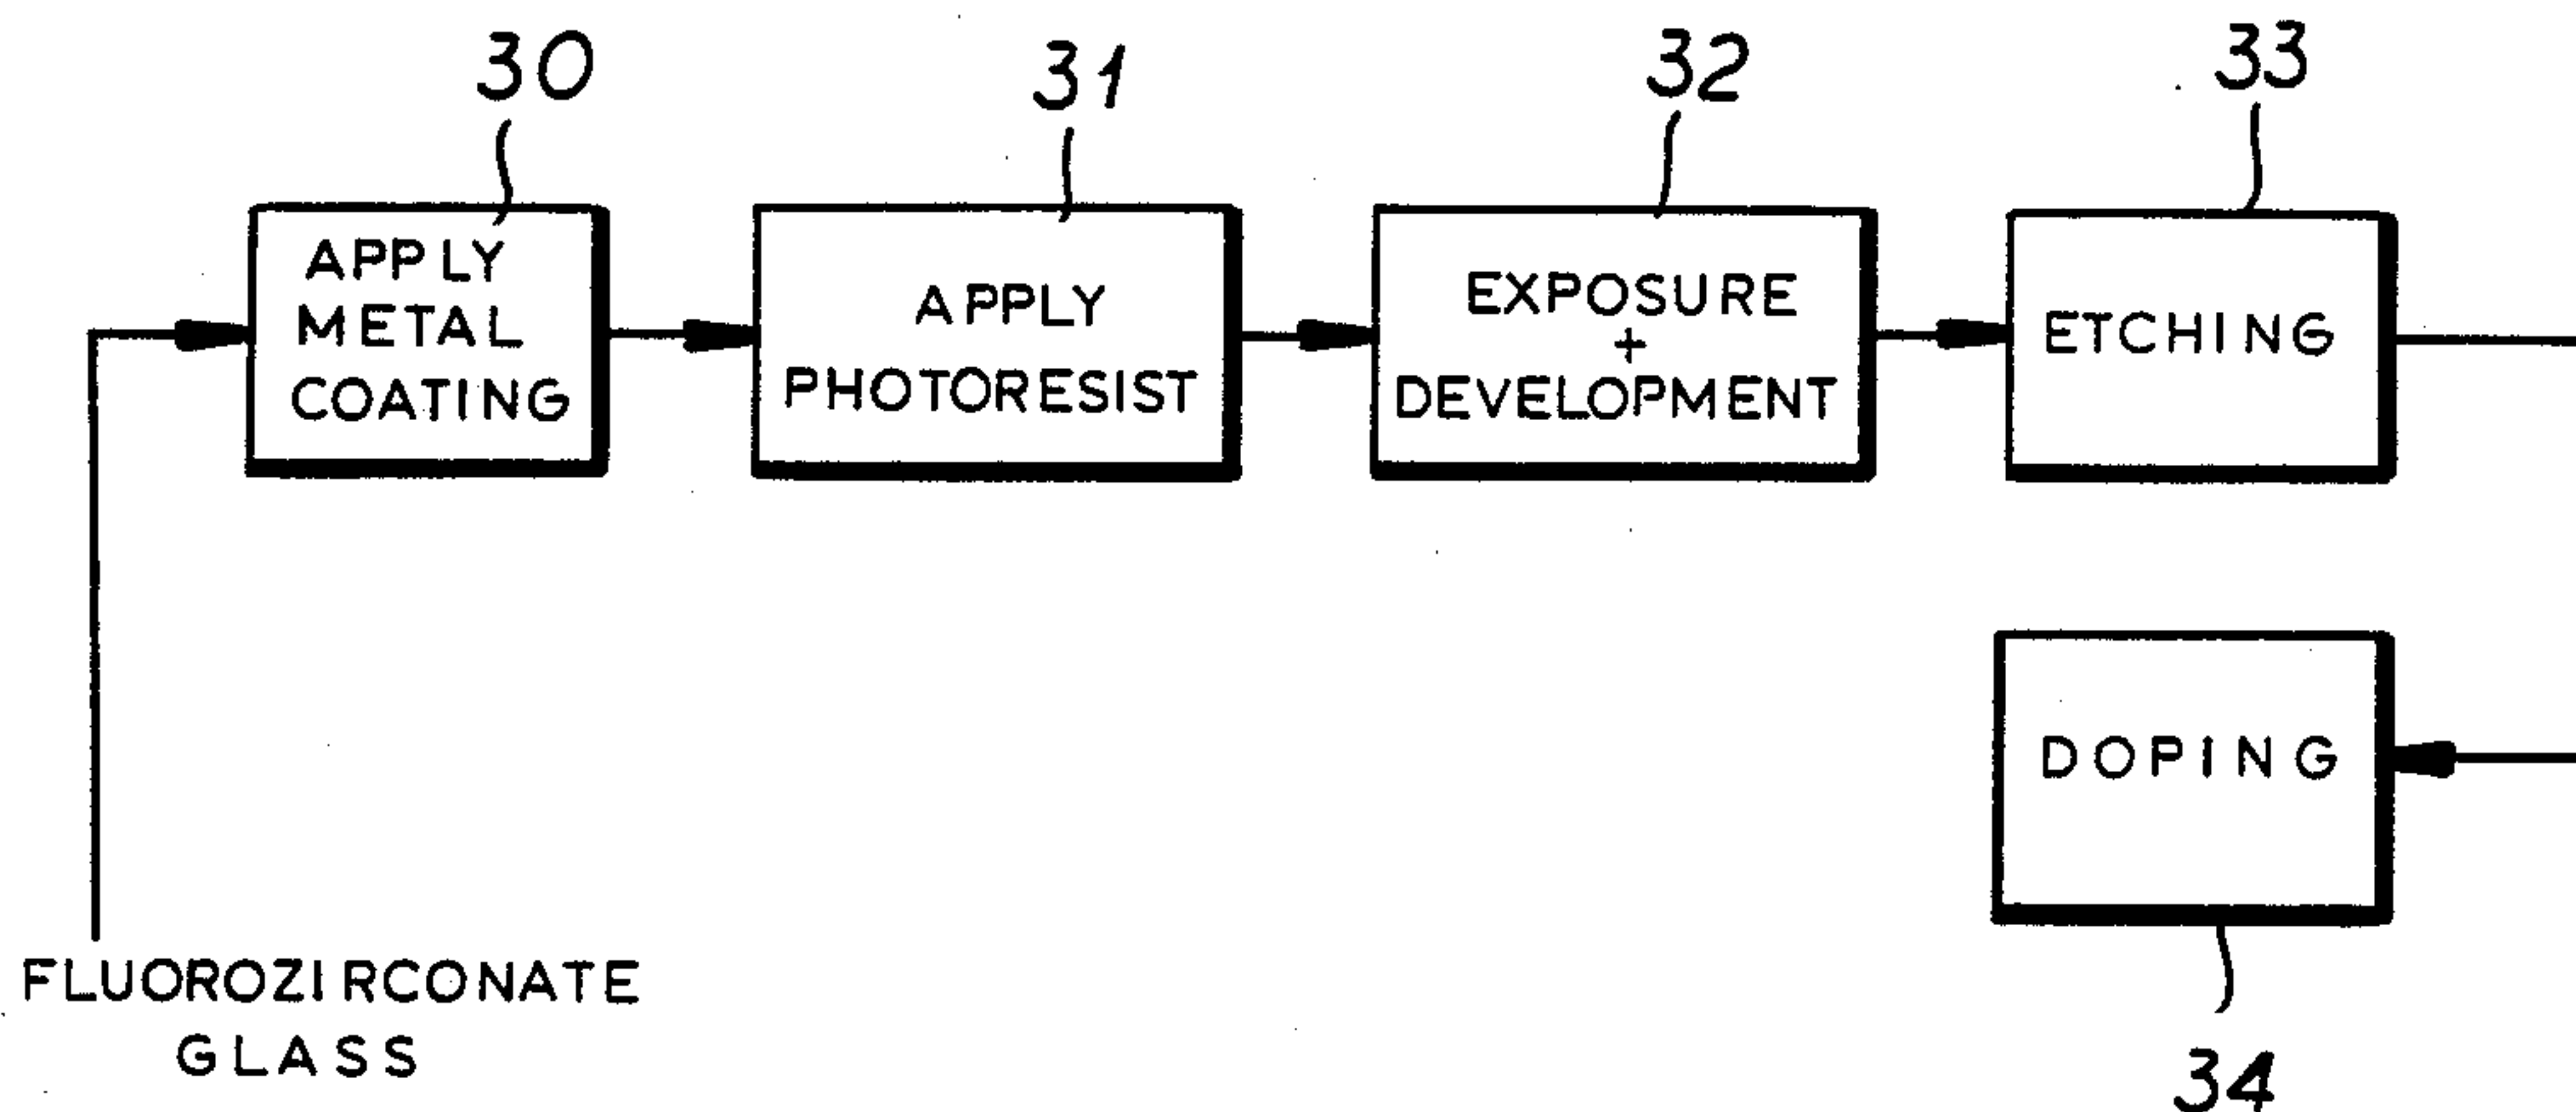 30
31
32
33
APPLY
METAL
COATING
APPLY
PHOTORESIST
EXPOSURE
+
DEVELOPMENT
ETCHING
DOPING
34
FLUOROZIRCONATE
GLASS